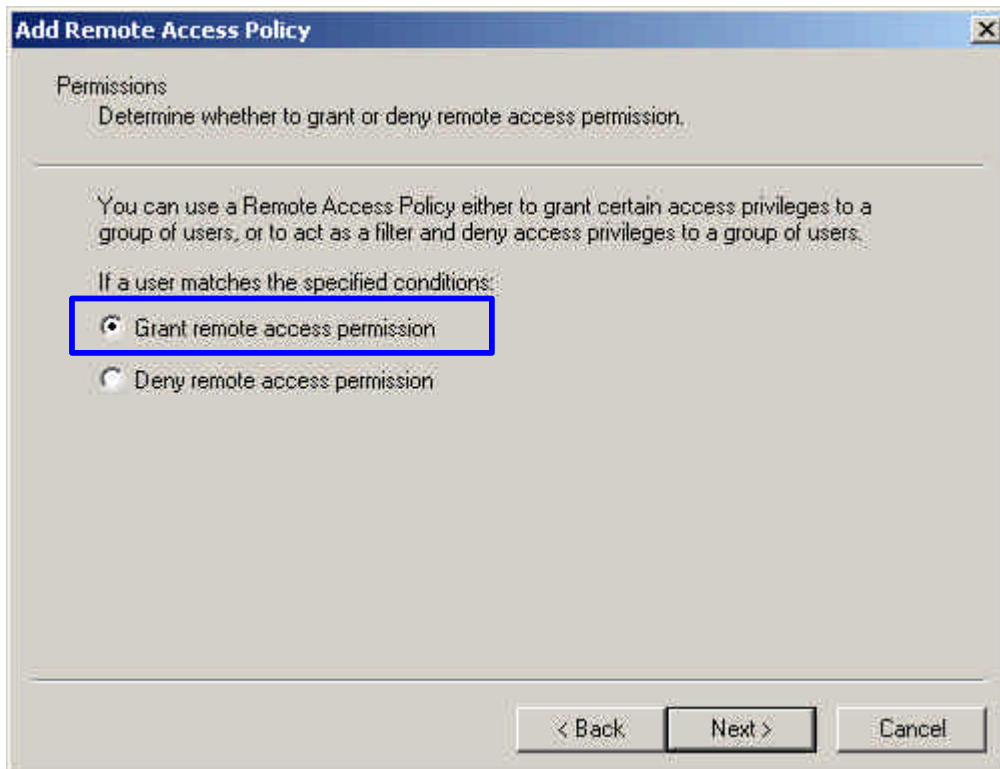 Add Remote Access Policy
Permissions
Determine whether to grant or deny remote access permission.
You can use a Remote Access Policy either to grant certain access privileges to a
group of users, or to act as a filter and deny access privileges to a group of users.
If a user matches the specified conditions:
Grant remote access permission
Deny remote access permission
< Back
Next >
Cancel